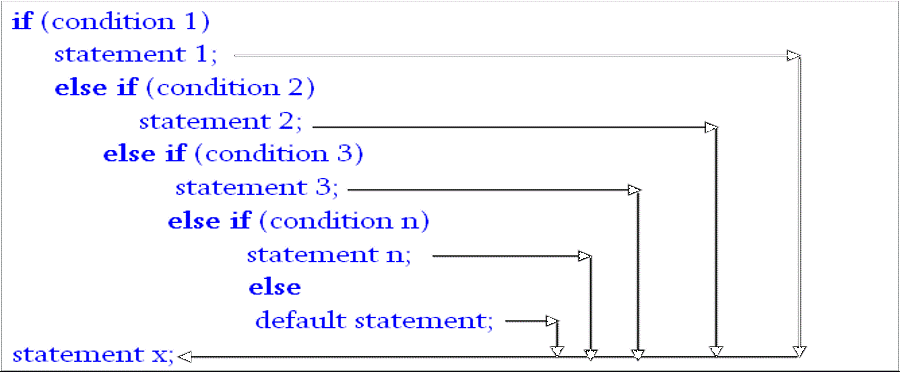 if (condition 1)
statement 1;
else if (condition 2)
statement 2;
else if (condition 3)
statement 3;
else if (condition n)
statement n;
else
default statement;
statement x;